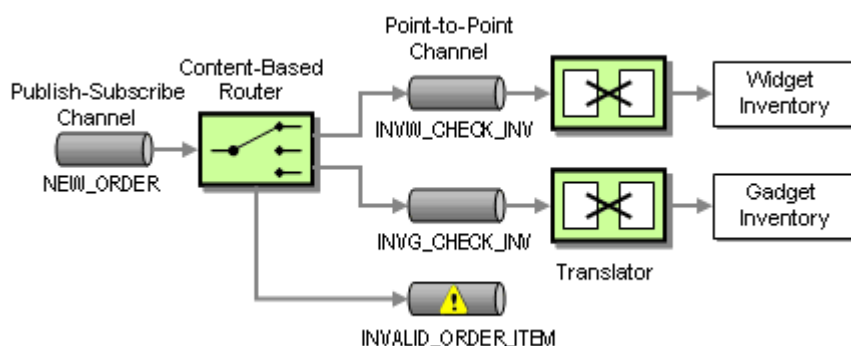 Publish-Subscribe
Channel
NEW_ORDER
Content-Based
Router
Point-to-Point
Channel
INVW_CHECK_INV
Widget
Inventory
INVG_CHECK_INV
Translator
Gadget
Inventory
INVALID_ORDER_ITEM